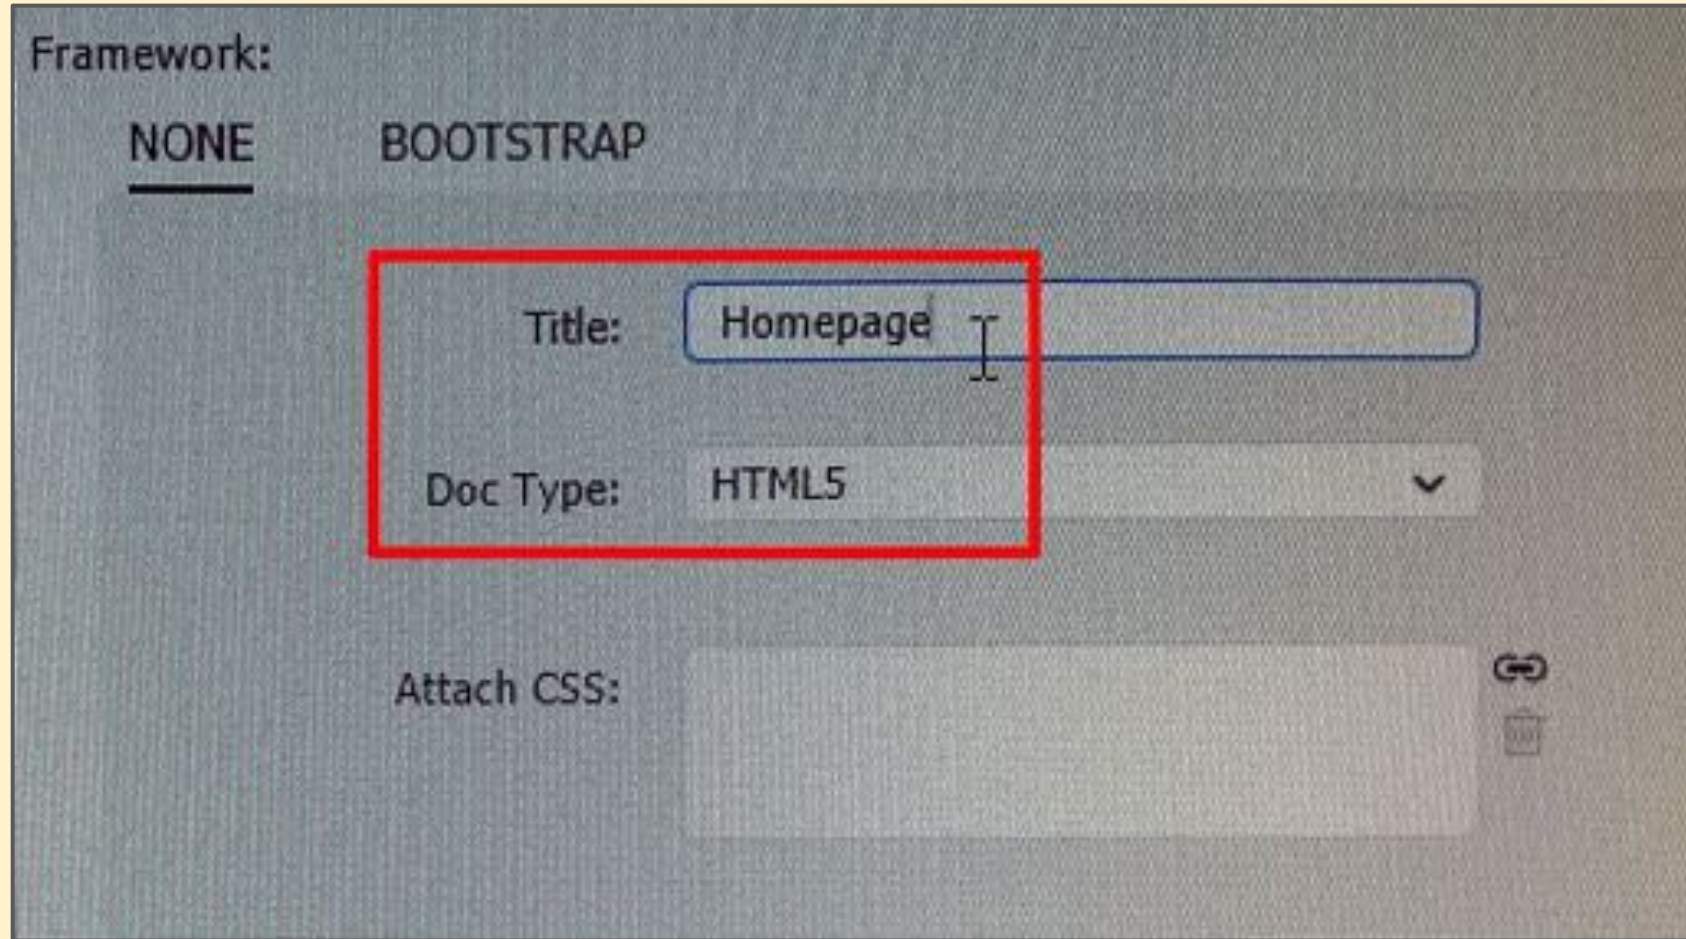 Framework:
NONE BOOTSTRAP
Title: Homepage
Doc Type: HTML5
Attach CSS: